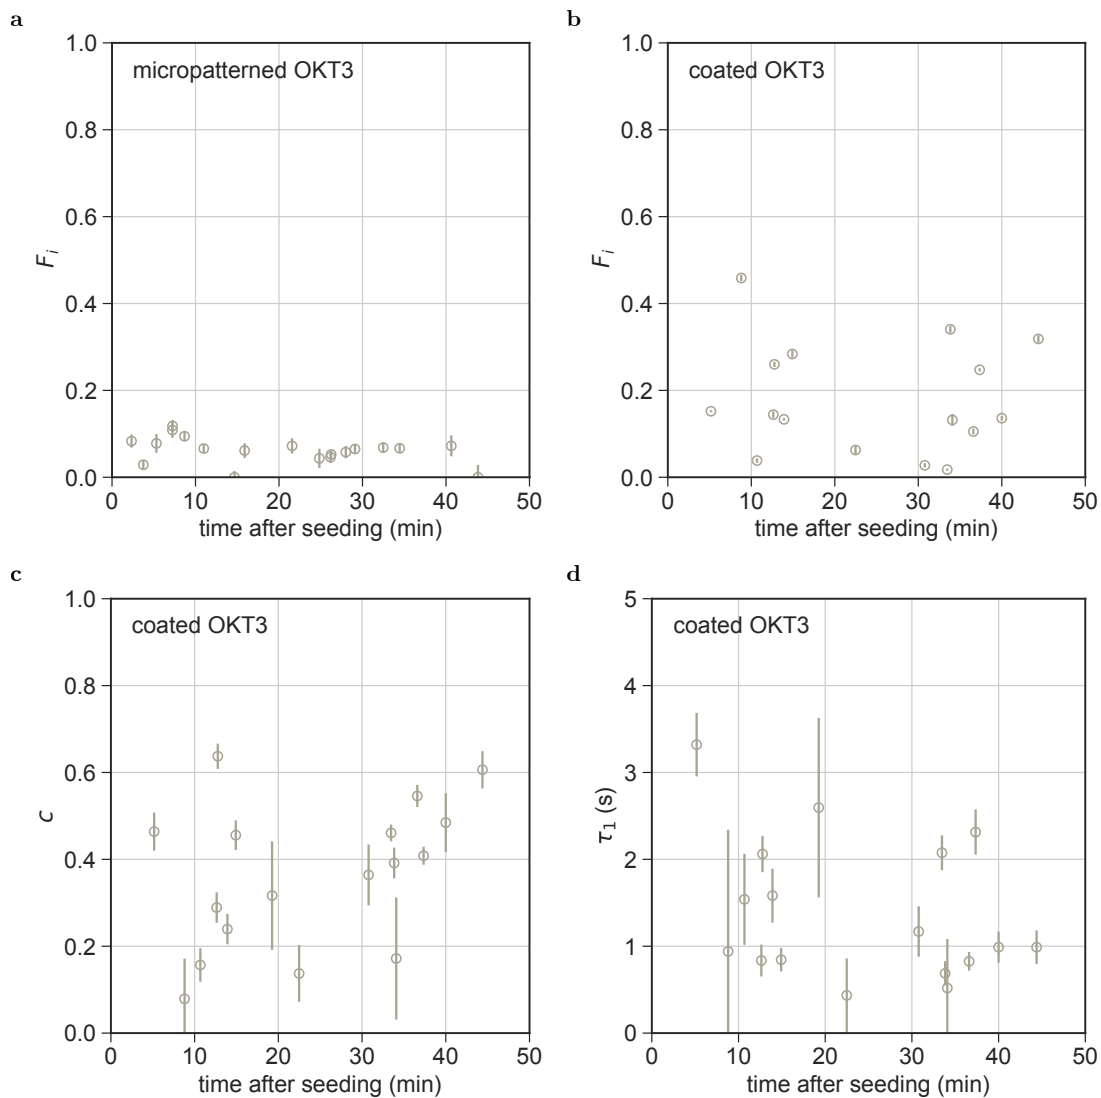 a
micropatterned OKT3
1.0
0.8
0.6
0.4
0.2
0.0
F_i
0 10 20 30 40 50
time after seeding (min)
b
coated OKT3
1.0
0.8
0.6
0.4
0.2
0.0
F_i
0 10 20 30 40 50
time after seeding (min)
c
coated OKT3
1.0
0.8
0.6
0.4
0.2
0.0
c
0 10 20 30 40 50
time after seeding (min)
d
coated OKT3
5
4
3
2
1
0
τ₁ (s)
0 10 20 30 40 50
time after seeding (min)